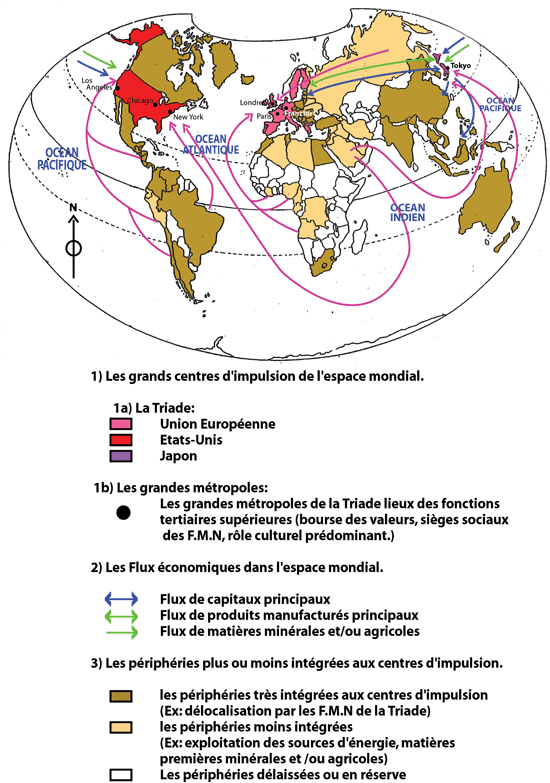 Tokyo
Los
Angeles
Chicago
New York
Londres
Paris
OCEAN
PACIFIQUE
OCEAN
ATLANTIQUE
OCEAN
PACIFIQUE
OCEAN
INDIEN
N
1) Les grands centres d'impulsion de l'espace mondial.
1a) La Triade:
Union Européenne
Etats-Unis
Japon
1b) Les grandes métropoles:
Les grandes métropoles de la Triade lieux des fonctions
tertiaires supérieures (bourse des valeurs, sièges sociaux
des F.M.N, rôle culturel prédominant.)
2) Les Flux économiques dans l'espace mondial.
Flux de capitaux principaux
Flux de produits manufacturés principaux
Flux de matières minérales et/ou agricoles
3) Les périphéries plus ou moins intégrées aux centres d'impulsion.
les périphéries très intégrées aux centres d'impulsion
(Ex: délocalisation par les F.M.N de la Triade)
les périphéries moins intégrées
(Ex: exploitation des sources d'énergie, matières
premières minérales et /ou agricoles)
Les périphéries délaissées ou en réserve